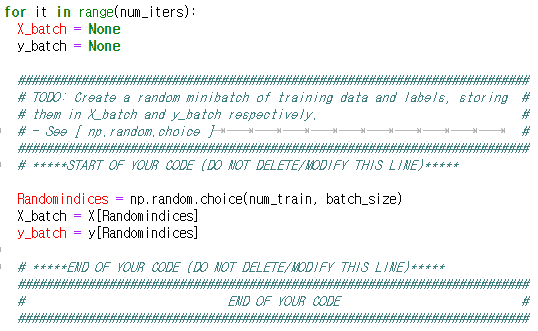 for it in range(num_iters):
X_batch = None
y_batch = None
#########################################################################
# TODO: Create a random minibatch of training data and labels, storing #
# them in X_batch and y_batch respectively. #
# - See [ np.random.choice ] #
#########################################################################
# *****START OF YOUR CODE (DO NOT DELETE/MODIFY THIS LINE)*****
Randomindices = np.random.choice(num_train, batch_size)
X_batch = X[Randomindices]
y_batch = y[Randomindices]
# *****END OF YOUR CODE (DO NOT DELETE/MODIFY THIS LINE)*****
#########################################################################
# END OF YOUR CODE #
#########################################################################